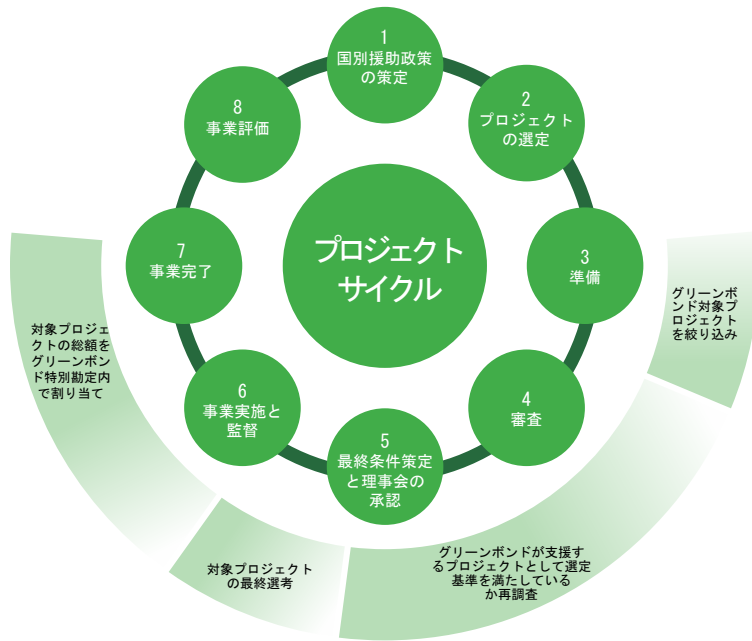 1
国別援助政策
の策定
2
プロジェクト
の選定
3
準備
4
審査
5
最終条件策定
と理事会の
承認
6
事業実施と
監督
7
事業完了
8
事業評価
プロジェクト
サイクル
グリーンボ
ンド対象プ
ロジェクト
を絞り込み
グリーンボンドが支援す
るプロジェクトとして選定
基準を満たしている
か再調査
対象プロジェクト
の最終選考
対象プロジェ
クトの総額を
グリーンボン
ド特別勘定内
で割り当て